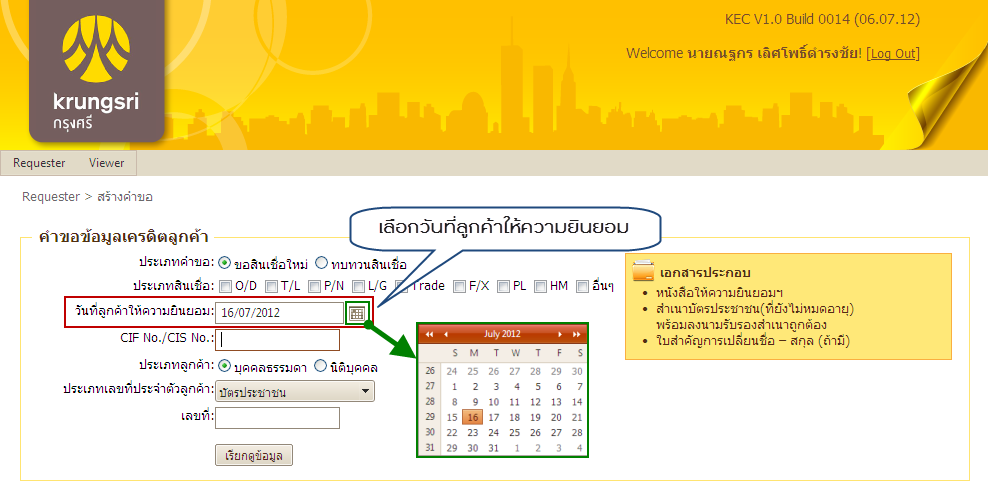 KEC V1.0 Build 0014 (06.07.12)
Welcome นายณฐกร เลิศโพธิ์ดำรงชัย! [Log Out]
krungsri
กรุงศรี
Requester Viewer
Requester > สร้างคำขอ
เลือกวันที่ลูกค้าให้ความยินยอม
คำขอข้อมูลเครดิตลูกค้า
ประเภทคำขอ: ขอสินเชื่อใหม่ ทบทวนสินเชื่อ
ประเภทสินเชื่อ: O/D T/L P/N L/G Trade F/X PL HM อื่นๆ
วันที่ลูกค้าให้ความยินยอม: 16/07/2012
CIF No./CIS No.:
ประเภทลูกค้า: บุคคลธรรมดา นิติบุคคล
ประเภทเลขที่ประจำตัวลูกค้า: บัตรประชาชน
เลขที่:
เรียกดูข้อมูล
July 2012
S M T W T F S
26 24 25 26 27 28 29 30
27 1 2 3 4 5 6 7
28 8 9 10 11 12 13 14
29 15 16 17 18 19 20 21
30 22 23 24 25 26 27 28
31 29 30 31 1 2 3 4
เอกสารประกอบ
• หนังสือให้ความยินยอมฯ
• สำเนาบัตรประชาชน(ที่ยังไม่หมดอายุ)
พร้อมลงนามรับรองสำเนาถูกต้อง
• ใบสำคัญการเปลี่ยนชื่อ – สกุล (ถ้ามี)